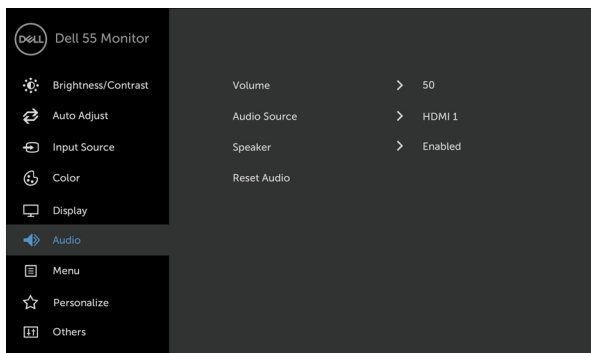 DELL Dell 55 Monitor
Brightness/Contrast
Auto Adjust
Input Source
Color
Display
Audio
Menu
Personalize
Others
Volume 50
Audio Source HDMI 1
Speaker Enabled
Reset Audio